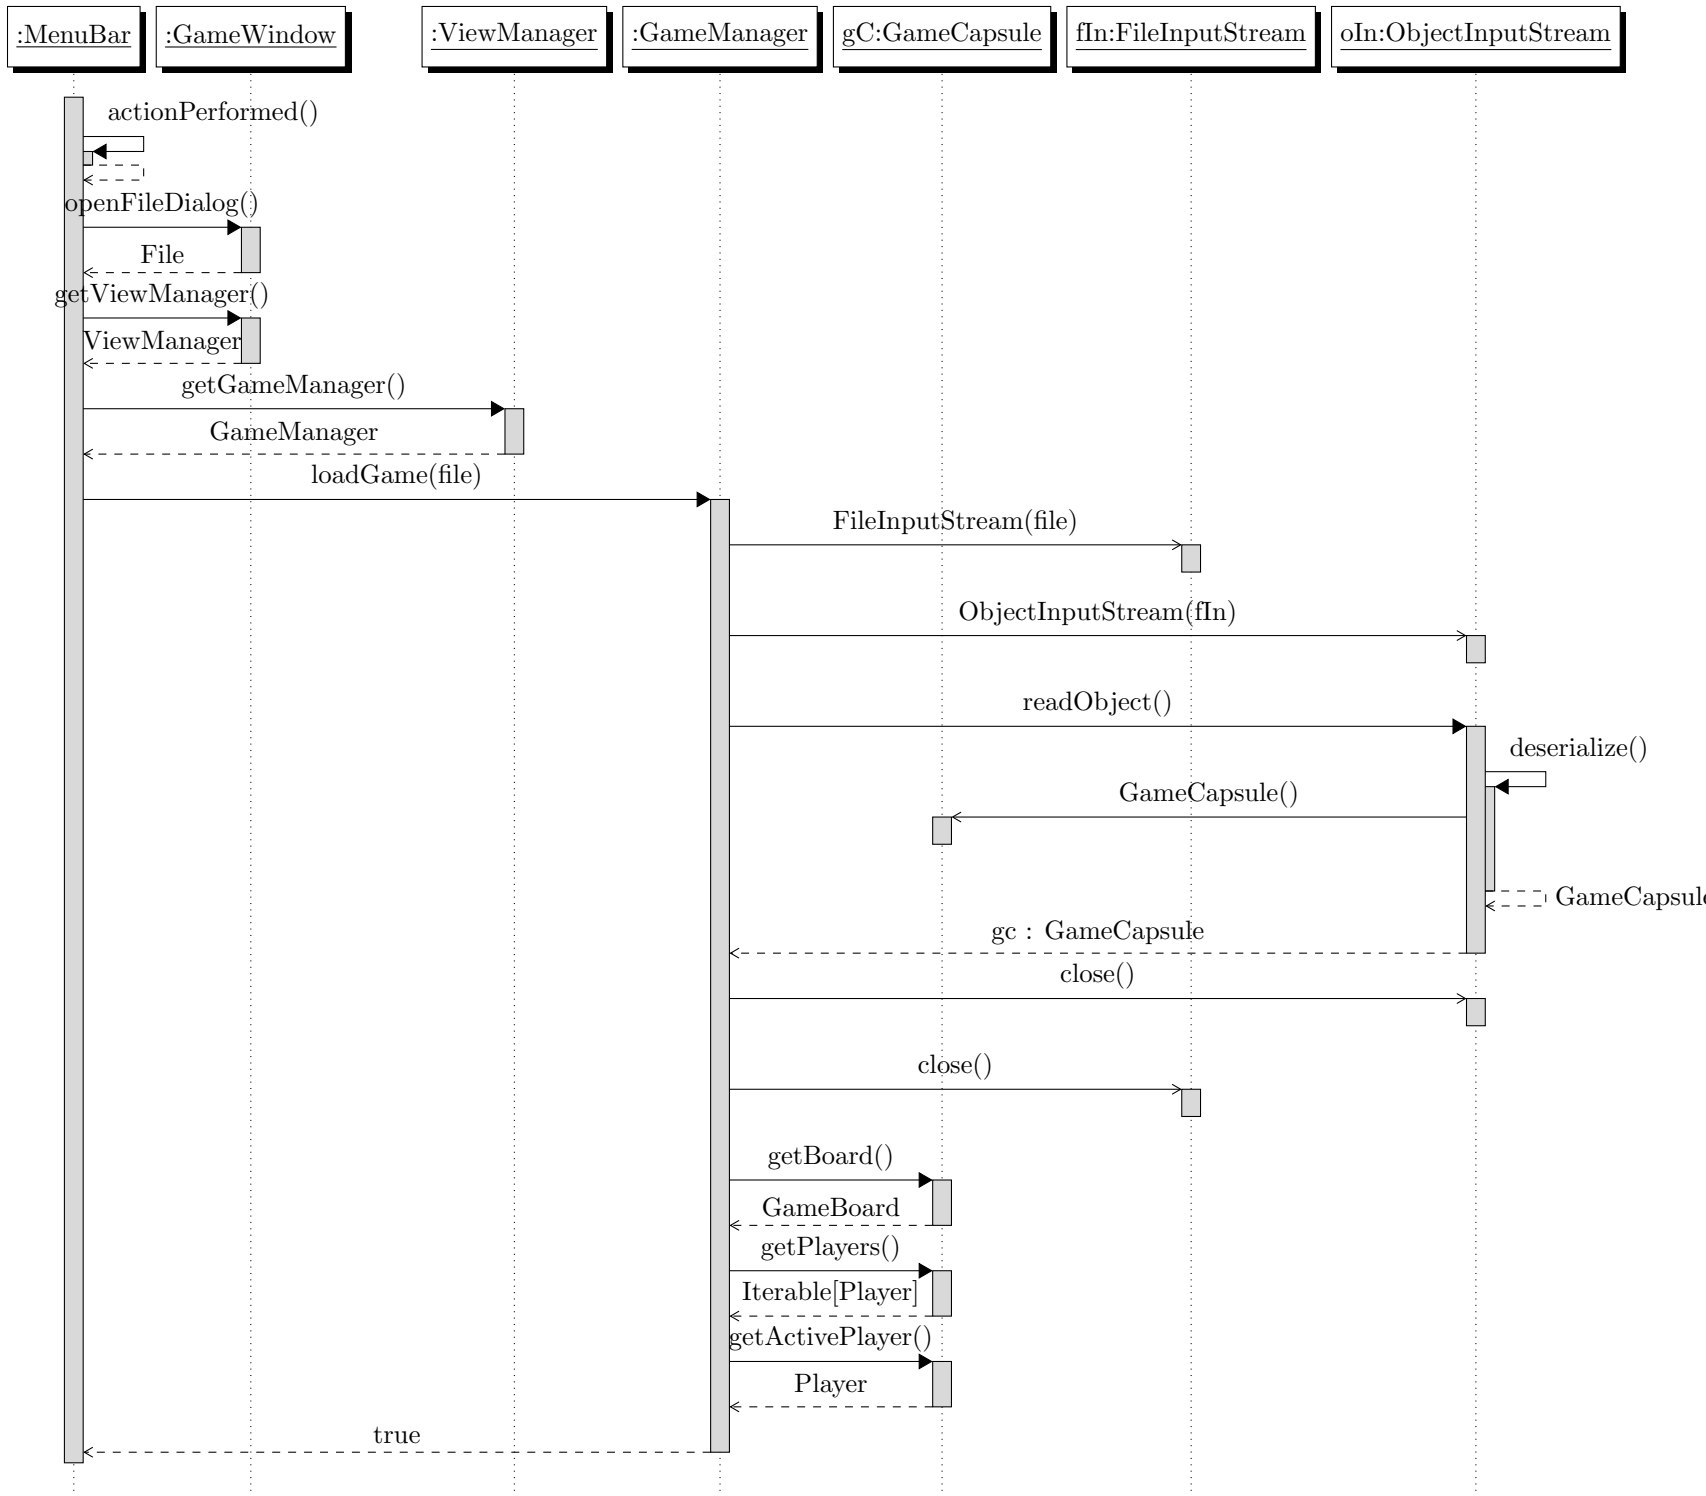 :MenuBar
:GameWindow
:ViewManager
:GameManager
gC:GameCapsule
fIn:FileInputStream
oIn:ObjectInputStream
actionPerformed()
openFileDialog()
File
getViewManager()
ViewManager
getGameManager()
GameManager
loadGame(file)
FileInputStream(file)
ObjectInputStream(fIn)
readObject()
deserialize()
GameCapsule()
GameCapsule
gc : GameCapsule
close()
close()
getBoard()
GameBoard
getPlayers()
Iterable[Player]
getActivePlayer()
Player
true